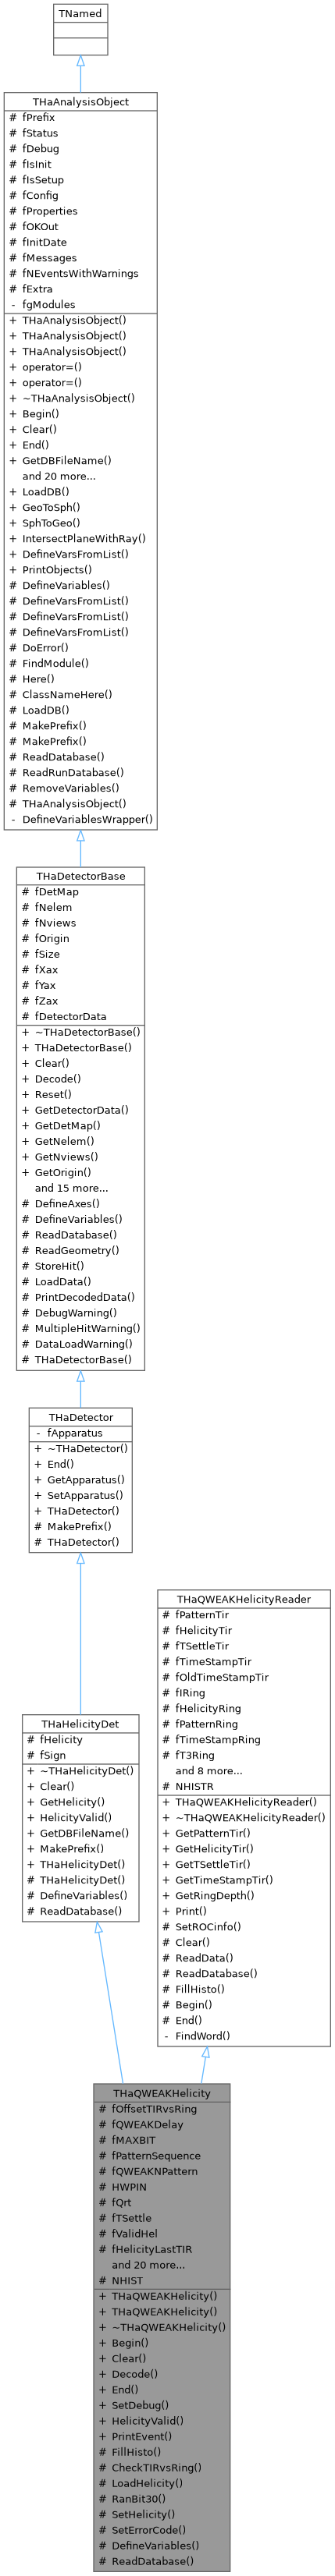 TNamed
THaAnalysisObject
# fPrefix
# fStatus
# fDebug
# fIsInit
# fIsSetup
# fConfig
# fProperties
# fOKOut
# fInitDate
# fMessages
# fNEventsWithWarnings
# fExtra
- fgModules
+ THaAnalysisObject()
+ THaAnalysisObject()
+ THaAnalysisObject()
+ operator=()
+ operator=()
+ ~THaAnalysisObject()
+ Begin()
+ Clear()
+ End()
+ GetDBFileName()
and 20 more...
+ LoadDB()
+ GeoToSph()
+ SphToGeo()
+ IntersectPlaneWithRay()
+ DefineVarsFromList()
+ PrintObjects()
# DefineVariables()
# DefineVarsFromList()
# DefineVarsFromList()
# DefineVarsFromList()
# DoError()
# FindModule()
# Here()
# ClassNameHere()
# LoadDB()
# MakePrefix()
# MakePrefix()
# ReadDatabase()
# ReadRunDatabase()
# RemoveVariables()
# THaAnalysisObject()
- DefineVariablesWrapper()
THaDetectorBase
# fDetMap
# fNelem
# fNviews
# fOrigin
# fSize
# fXax
# fYax
# fZax
# fDetectorData
+ ~THaDetectorBase()
+ THaDetectorBase()
+ Clear()
+ Decode()
+ Reset()
+ GetDetectorData()
+ GetDetMap()
+ GetNelem()
+ GetNviews()
+ GetOrigin()
and 15 more...
# DefineAxes()
# DefineVariables()
# ReadDatabase()
# ReadGeometry()
# StoreHit()
# LoadData()
# PrintDecodedData()
# DebugWarning()
# MultipleHitWarning()
# DataLoadWarning()
# THaDetectorBase()
THaDetector
- fApparatus
+ ~THaDetector()
+ End()
+ GetApparatus()
+ SetApparatus()
+ THaDetector()
# MakePrefix()
# THaDetector()
THaHelicityDet
# fHelicity
# fSign
+ ~THaHelicityDet()
+ Clear()
+ GetHelicity()
+ HelicityValid()
+ GetDBFileName()
+ MakePrefix()
+ THaHelicityDet()
# THaHelicityDet()
# DefineVariables()
# ReadDatabase()
THaQWEAKHelicityReader
# fPatternTir
# fHelicityTir
# fTSettleTir
# fTimeStampTir
# fOldTimeStampTir
# fIRing
# fHelicityRing
# fPatternRing
# fTimeStampRing
# fT3Ring
and 8 more...
# NHISTR
+ THaQWEAKHelicityReader()
+ ~THaQWEAKHelicityReader()
+ GetPatternTir()
+ GetHelicityTir()
+ GetTSettleTir()
+ GetTimeStampTir()
+ GetRingDepth()
+ Print()
# SetROCinfo()
# Clear()
# ReadData()
# ReadDatabase()
# FillHisto()
# Begin()
# End()
- FindWord()
THaQWEAKHelicity
# fOffsetTIRvsRing
# fQWEAKDelay
# fMAXBIT
# fPatternSequence
# fQWEAKNPattern
# HWPIN
# fQrt
# fTSettle
# fValidHel
# fHelicityLastTIR
and 20 more...
# NHIST
+ THaQWEAKHelicity()
+ THaQWEAKHelicity()
+ ~THaQWEAKHelicity()
+ Begin()
+ Clear()
+ Decode()
+ End()
+ SetDebug()
+ HelicityValid()
+ PrintEvent()
# FillHisto()
# CheckTIRvsRing()
# LoadHelicity()
# RanBit30()
# SetHelicity()
# SetErrorCode()
# DefineVariables()
# ReadDatabase()